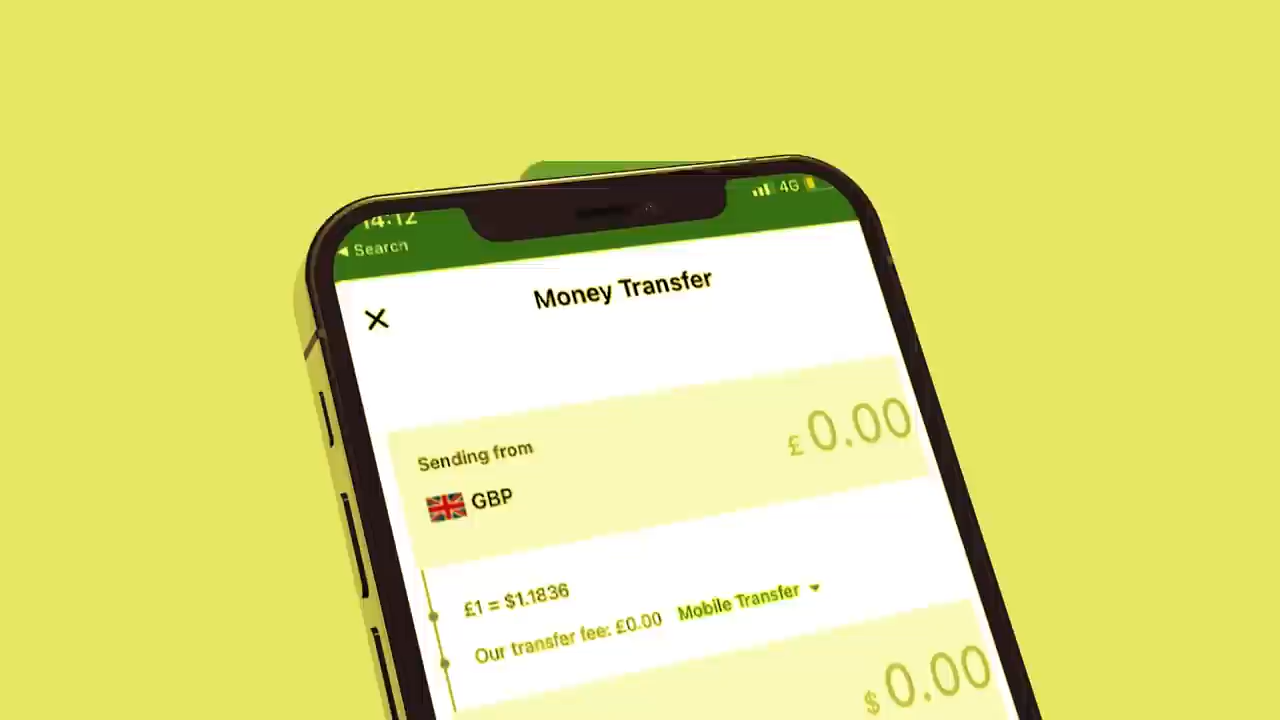 14:12
4G
Search
Money Transfer
£ 0.00
Sending from
GBP
£1 = $1.1836
Our transfer fee: £0.00 Mobile Transfer
$ 0.00